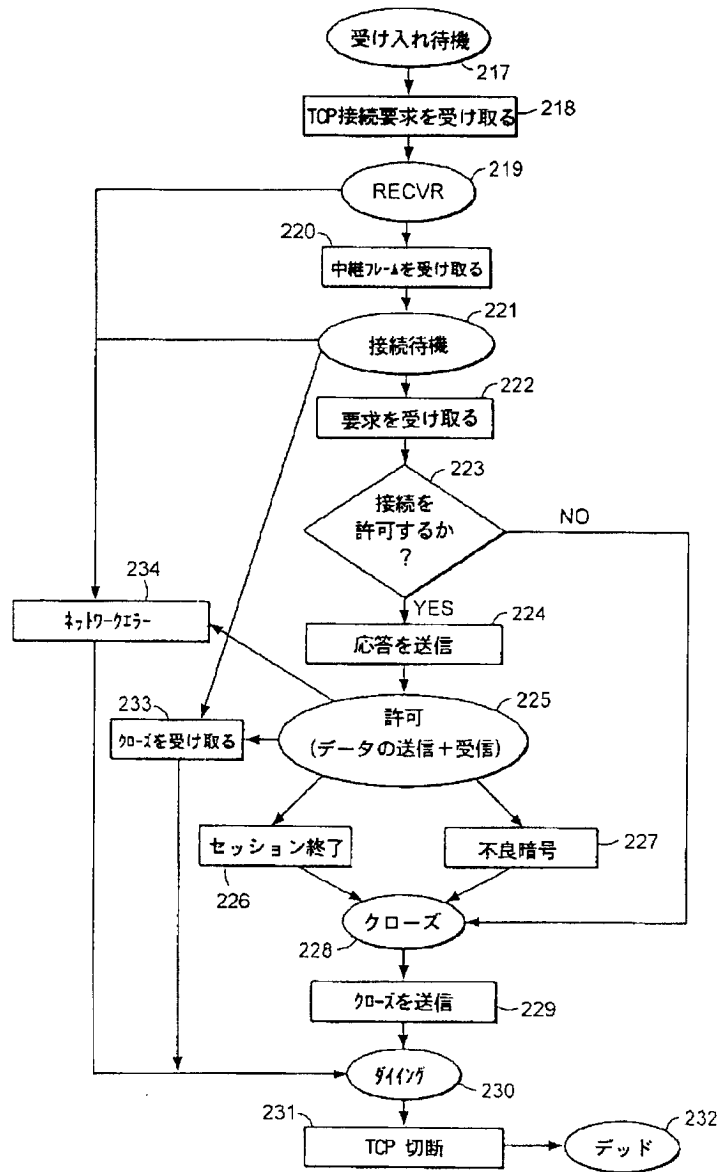 受け入れ待機
217
TCP接続要求を受け取る
218
RECVR
219
220
中継フレームを受け取る
221
接続待機
222
要求を受け取る
223
接続を
許可するか
?
NO
YES
234
ネットワークエラー
224
応答を送信
225
許可
(データの送信+受信)
233
クローズを受け取る
セッション終了
226
不良暗号
227
クローズ
228
クローズを送信
229
ダイイング
230
231
TCP 切断
デッド
232